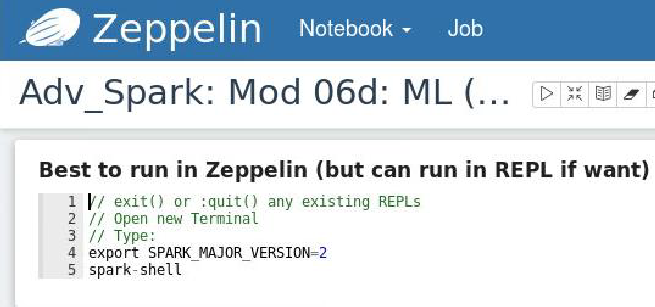 Zeppelin Notebook Job
Adv_Spark: Mod 06d: ML (...
Best to run in Zeppelin (but can run in REPL if want)
1 // exit() or :quit() any existing REPLs
2 // Open new Terminal
3 // Type:
4 export SPARK_MAJOR_VERSION=2
5 spark-shell